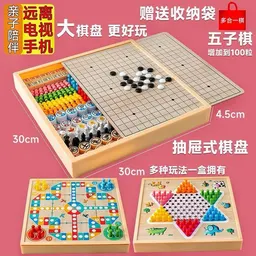 亲子陪伴
远离
电视
手机
大棋盘 更好玩
赠送收纳袋
多合一棋
五子棋
增加到100粒
4.5cm
30cm
抽屉式棋盘
30cm
多种玩法一盒拥有